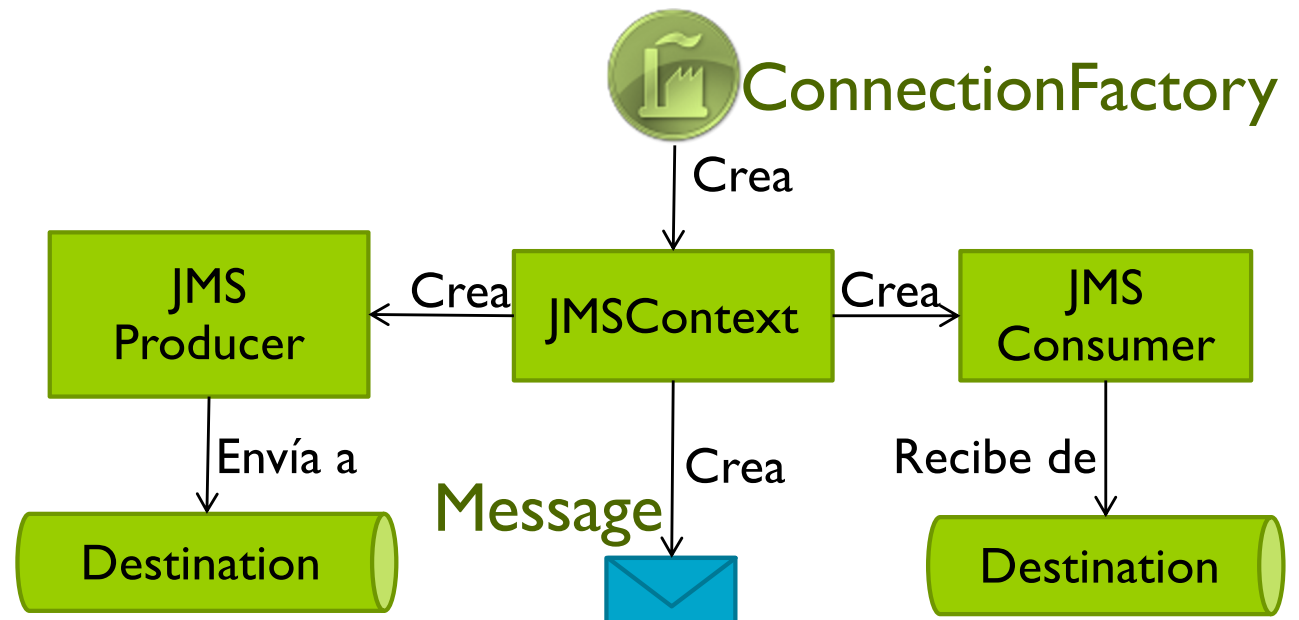 ConnectionFactory
Crea
JMS
Producer
Crea
JMSContext
Crea
JMS
Consumer
Envía a
Crea
Recibe de
Message
Destination
Destination